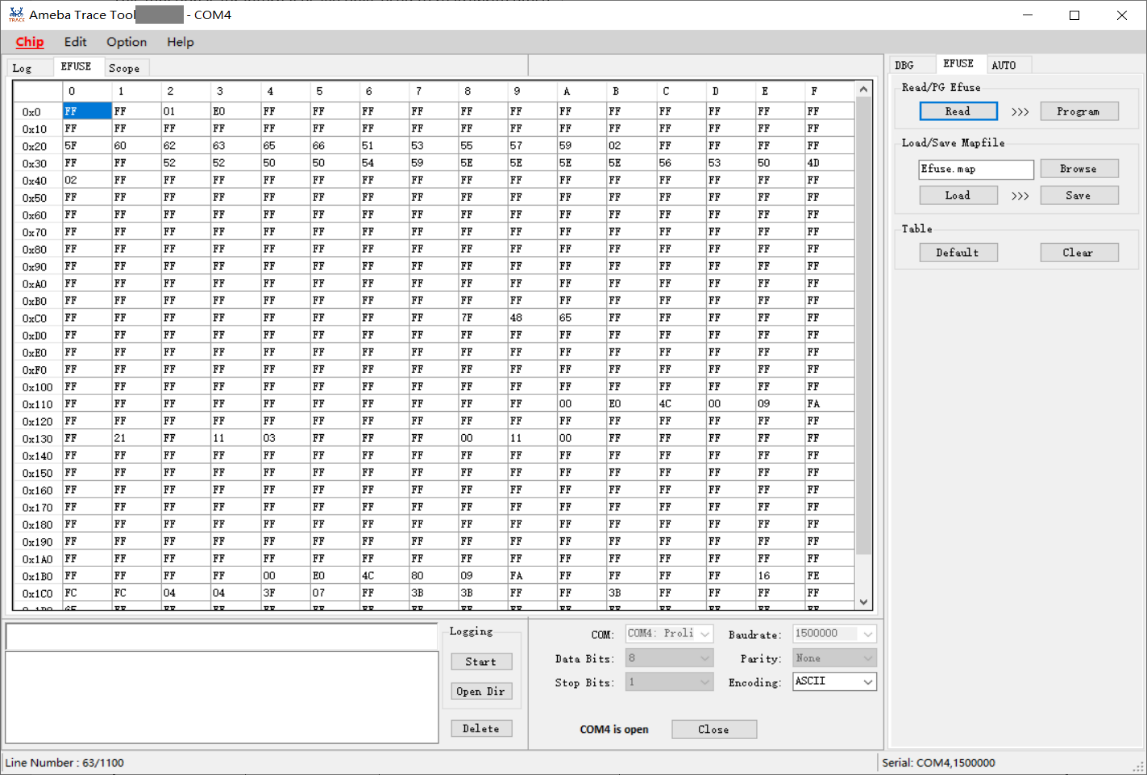 Ameba Trace Tool - COM4
Chip Edit Option Help
Log EFUSE Scope
0 1 2 3 4 5 6 7 8 9 A B C D E F
0x0 FF FF 01 E0 FF FF FF FF FF FF FF FF FF FF FF FF
0x10 FF FF FF FF FF FF FF FF FF FF FF FF FF FF FF FF
0x20 5F 60 62 63 65 66 51 53 55 57 59 02 FF FF FF FF
0x30 FF FF 52 52 50 50 54 59 5E 5E 5E 5E 56 53 50 4D
0x40 02 FF FF FF FF FF FF FF FF FF FF FF FF FF FF FF
0x50 FF FF FF FF FF FF FF FF FF FF FF FF FF FF FF FF
0x60 FF FF FF FF FF FF FF FF FF FF FF FF FF FF FF FF
0x70 FF FF FF FF FF FF FF FF FF FF FF FF FF FF FF FF
0x80 FF FF FF FF FF FF FF FF FF FF FF FF FF FF FF FF
0x90 FF FF FF FF FF FF FF FF FF FF FF FF FF FF FF FF
0xA0 FF FF FF FF FF FF FF FF FF FF FF FF FF FF FF FF
0xB0 FF FF FF FF FF FF FF FF FF FF FF FF FF FF FF FF
0xC0 FF FF FF FF FF FF FF FF 7F 48 65 FF FF FF FF FF
0xD0 FF FF FF FF FF FF FF FF FF FF FF FF FF FF FF FF
0xE0 FF FF FF FF FF FF FF FF FF FF FF FF FF FF FF FF
0xF0 FF FF FF FF FF FF FF FF FF FF FF FF FF FF FF FF
0x100 FF FF FF FF FF FF FF FF FF FF FF FF FF FF FF FF
0x110 FF FF FF FF FF FF FF FF FF FF 00 E0 4C 00 09 FA
0x120 FF FF FF FF FF FF FF FF FF FF FF FF FF FF FF FF
0x130 FF 21 FF 11 03 FF FF FF 00 11 00 FF FF FF FF FF
0x140 FF FF FF FF FF FF FF FF FF FF FF FF FF FF FF FF
0x150 FF FF FF FF FF FF FF FF FF FF FF FF FF FF FF FF
0x160 FF FF FF FF FF FF FF FF FF FF FF FF FF FF FF FF
0x170 FF FF FF FF FF FF FF FF FF FF FF FF FF FF FF FF
0x180 FF FF FF FF FF FF FF FF FF FF FF FF FF FF FF FF
0x190 FF FF FF FF FF FF FF FF FF FF FF FF FF FF FF FF
0x1A0 FF FF FF FF FF FF FF FF FF FF FF FF FF FF FF FF
0x1B0 FF FF FF FF 00 E0 4C 80 09 FA FF FF FF FF 16 FE
0x1C0 FC FC 04 04 3F 07 FF 3B 3B FF FF 3B FF FF FF FF
DBG EFUSE AUTO
Read/PG Efuse
Read >>> Program
Load/Save Mapfile
Efuse.map Browse
Load >>> Save
Table
Default Clear
Logging
Start
Open Dir
Delete
COM: COM4: Proli Baudrate: 1500000
Data Bits: 8 Parity: None
Stop Bits: 1 Encoding: ASCII
COM4 is open Close
Line Number : 63/1100
Serial: COM4,1500000